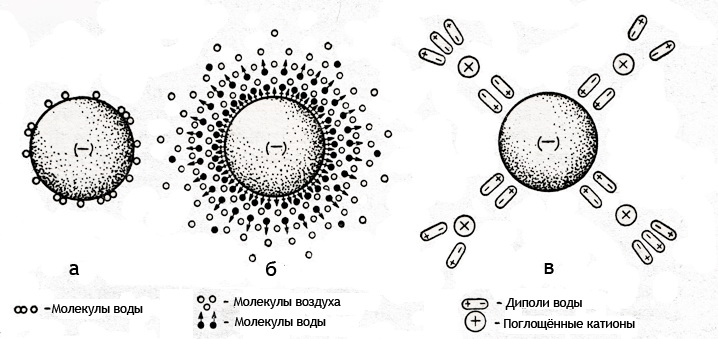 (−)
(−)
(−)
а
б
в
- Молекулы воды
- Молекулы воздуха
- Молекулы воды
- Диполи воды
- Поглощённые катионы